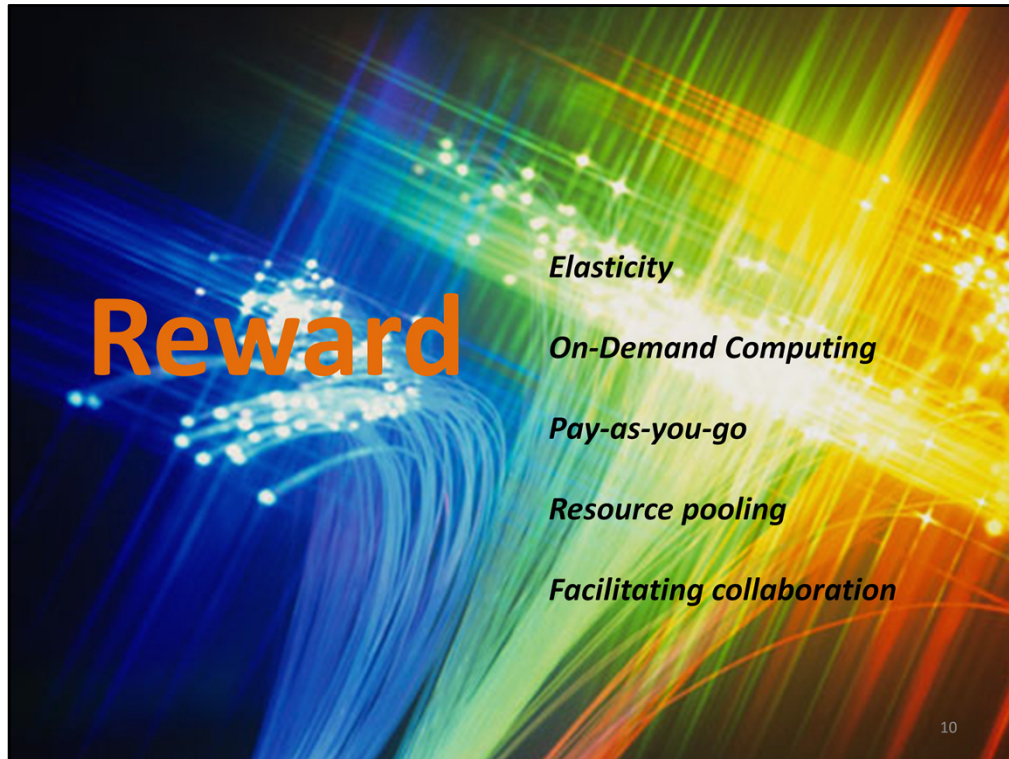 Reward
Elasticity
On-Demand Computing
Pay-as-you-go
Resource pooling
Facilitating collaboration
10